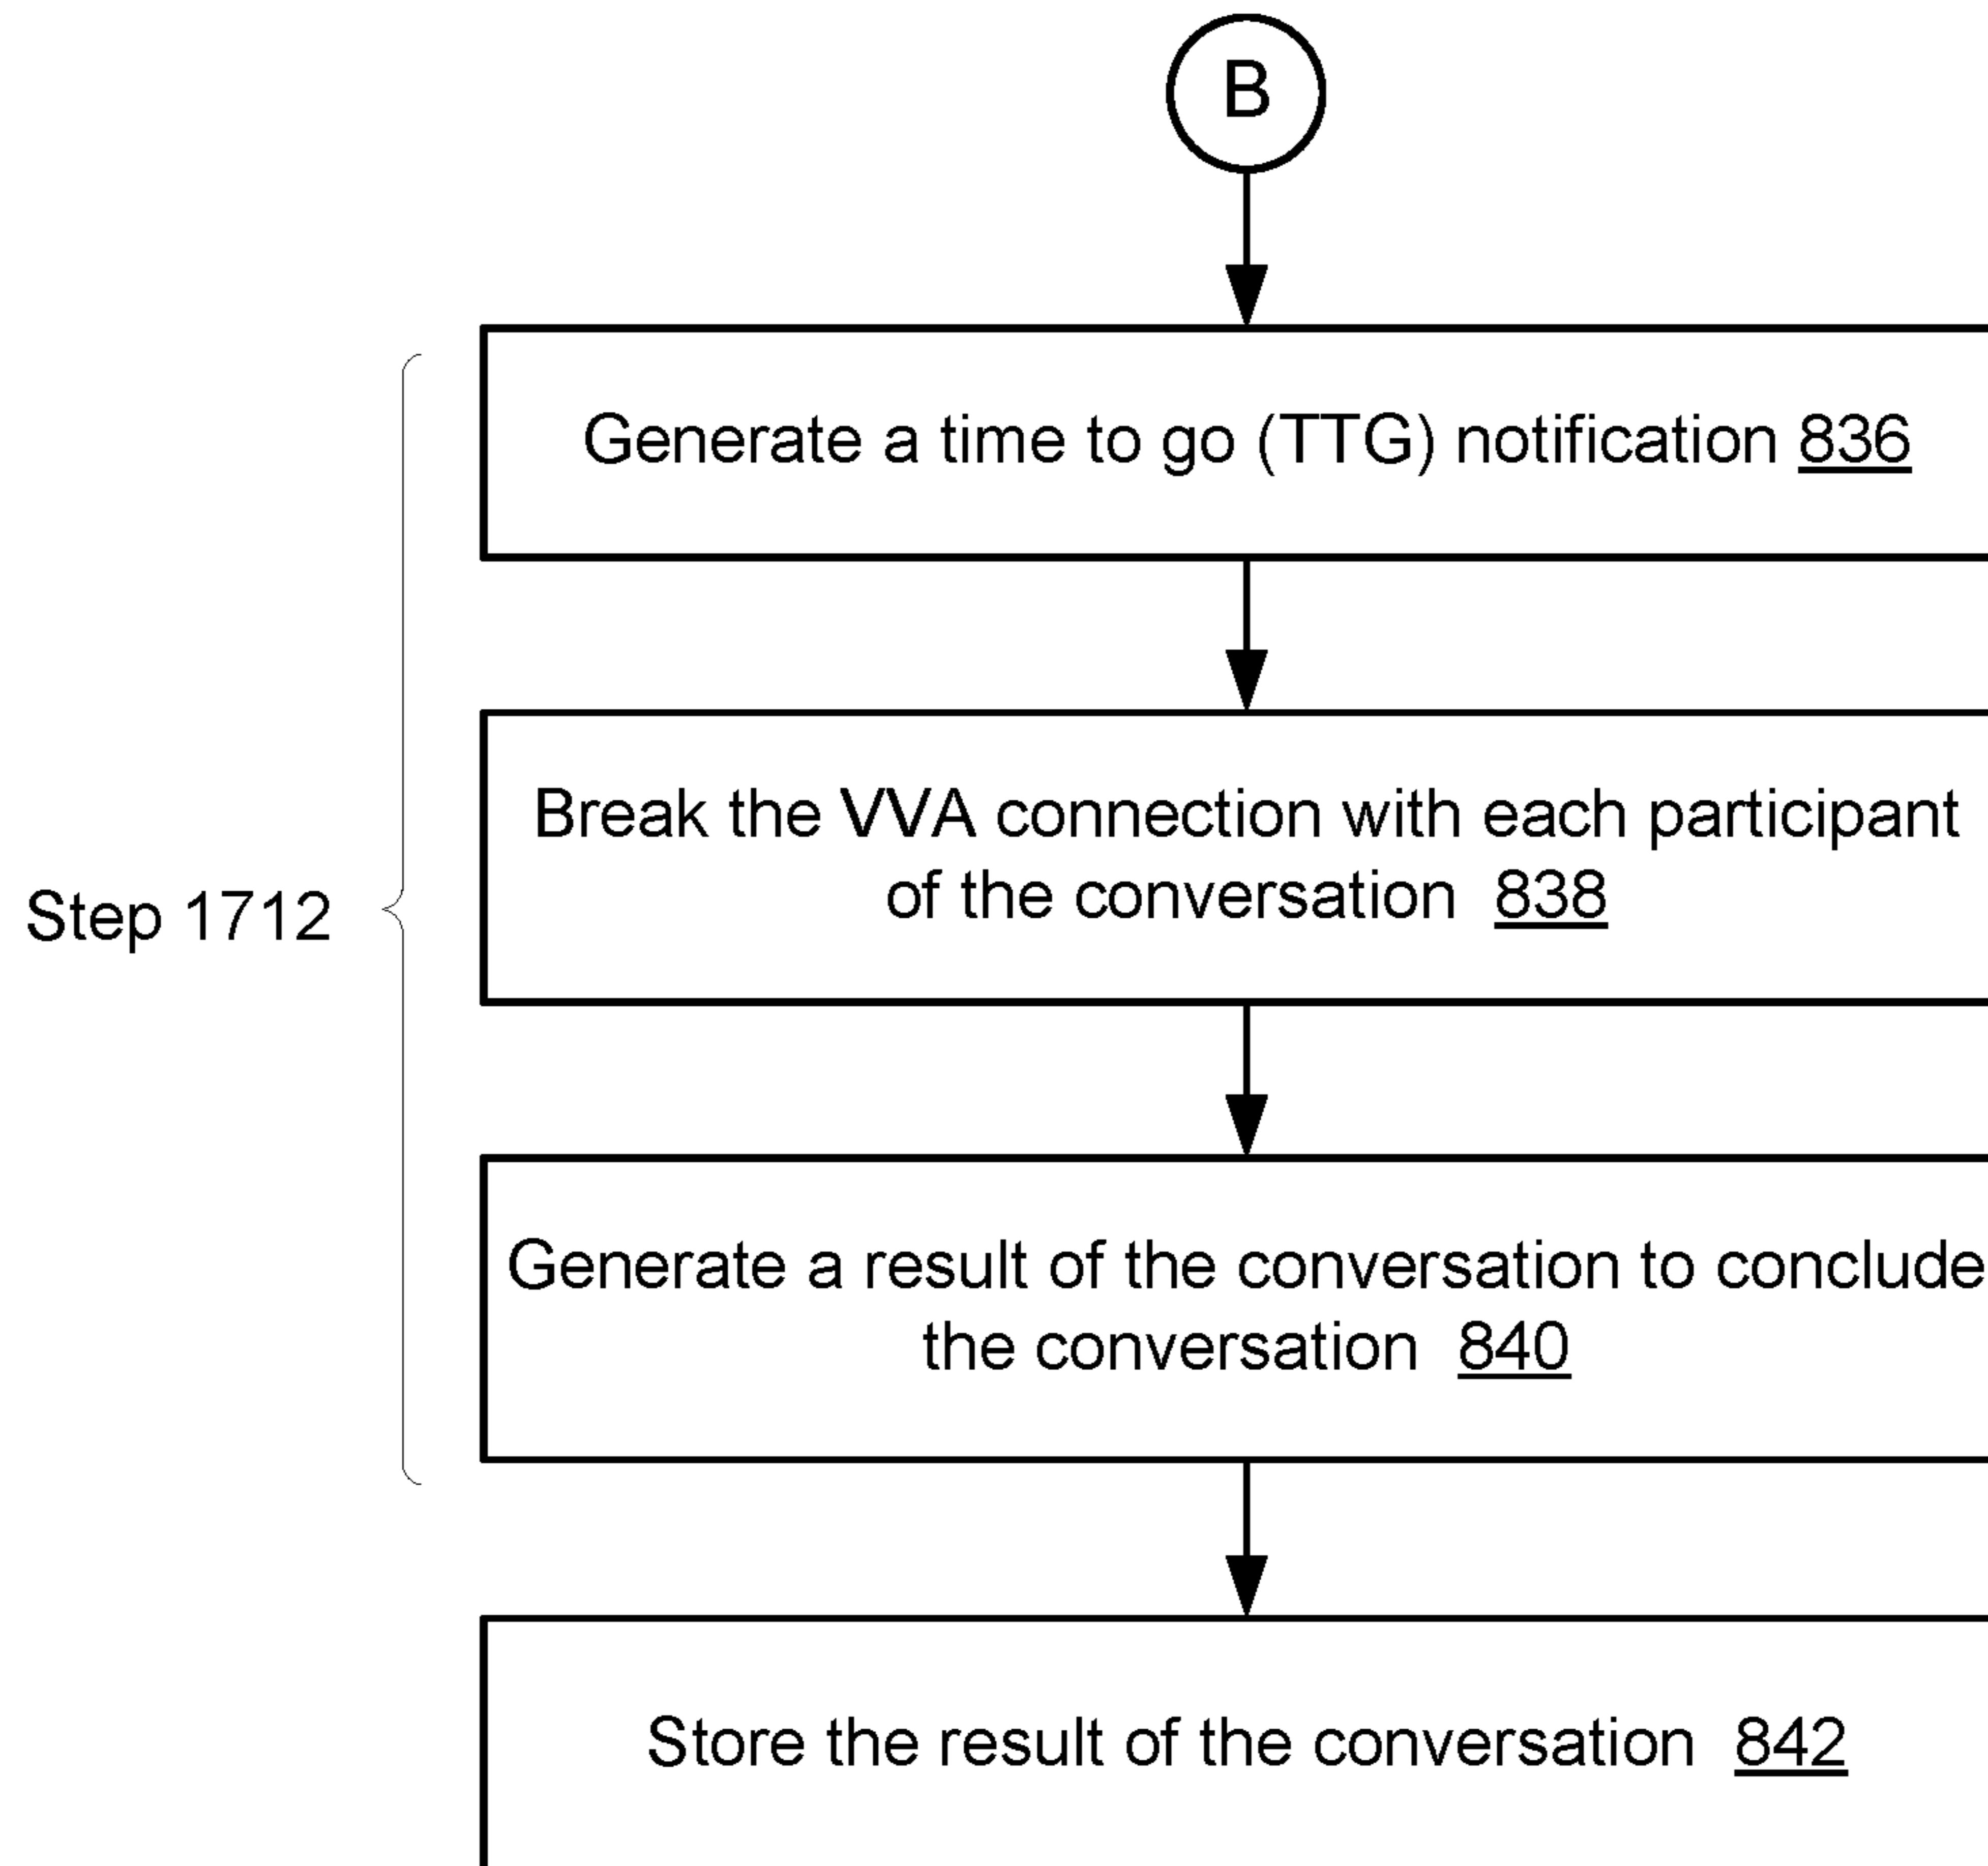 B
Generate a time to go (TTG) notification 836
Break the VVA connection with each participant
of the conversation 838
Step 1712
Generate a result of the conversation to conclude
the conversation 840
Store the result of the conversation 842